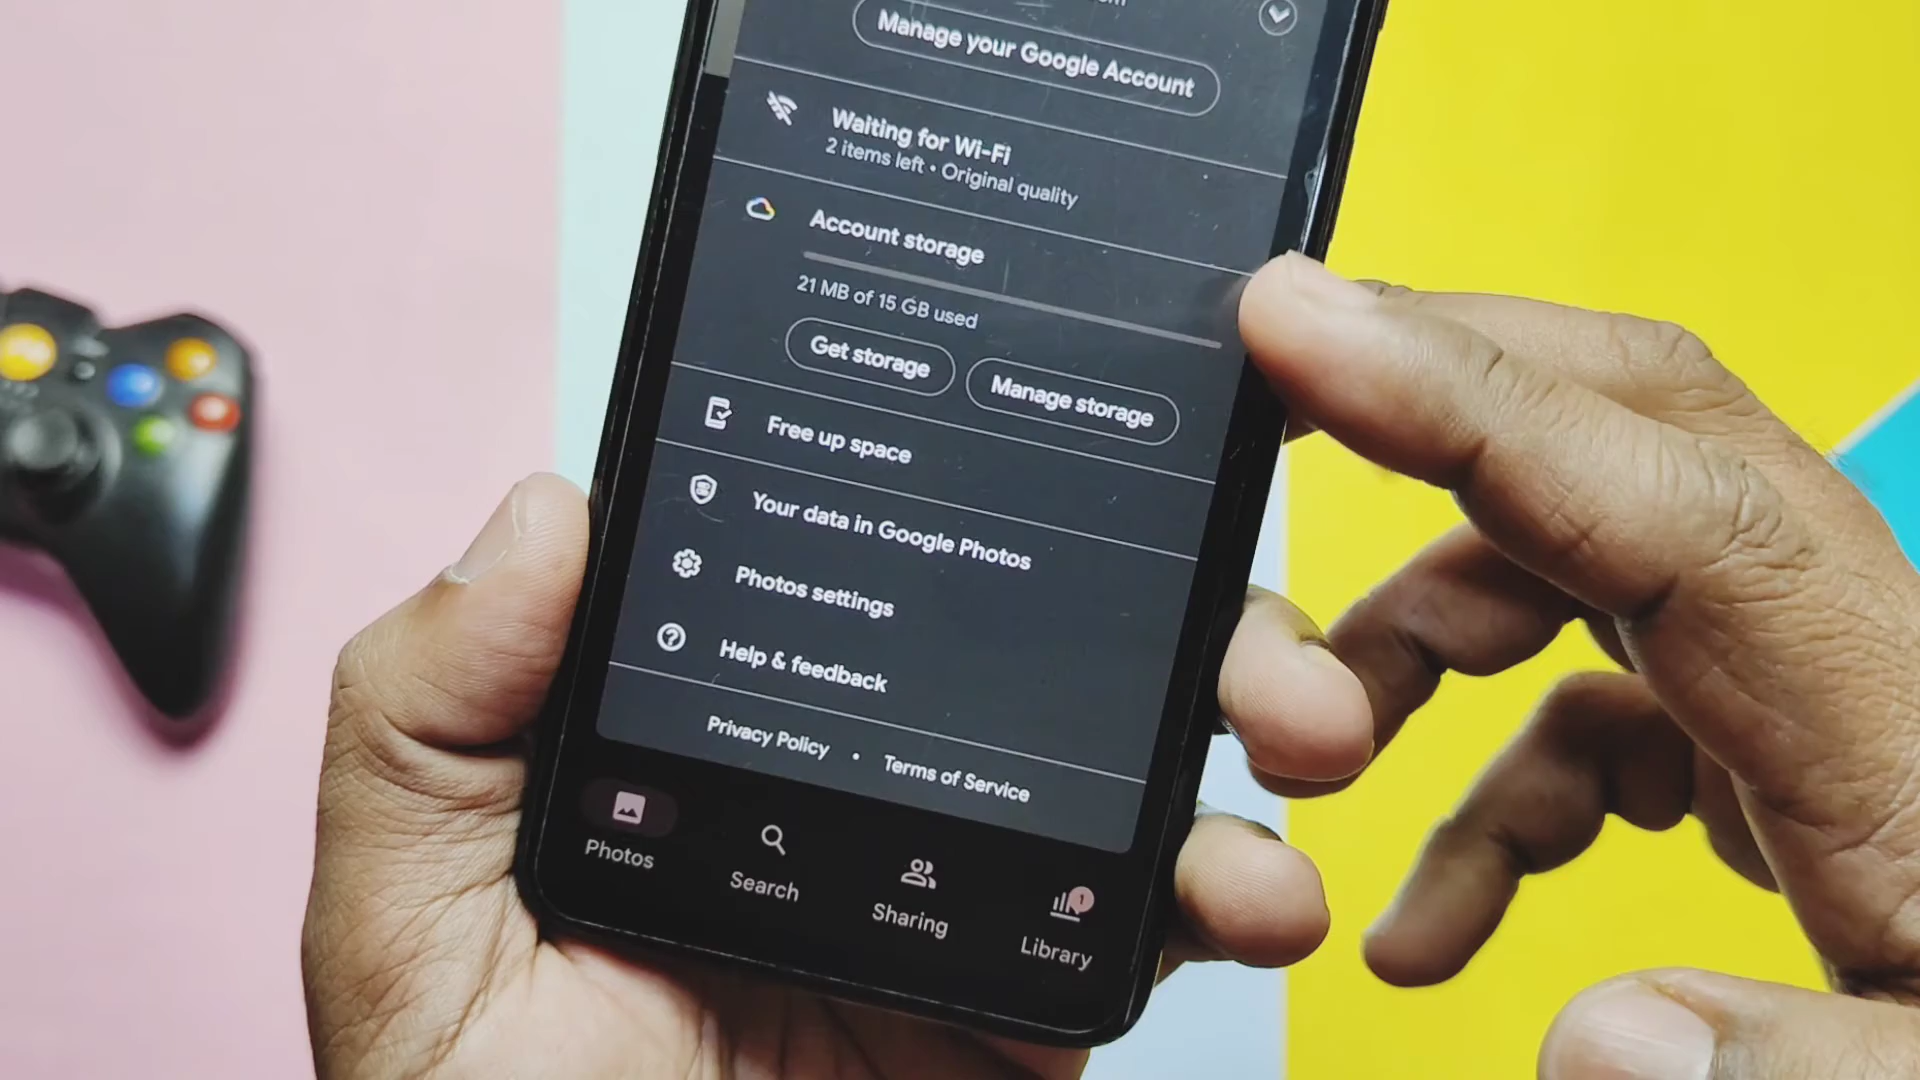 Manage your Google Account
Waiting for Wi-Fi
2 items left • Original quality
Account storage
21 MB of 15 GB used
Get storage
Manage storage
Free up space
Your data in Google Photos
Photos settings
Help & feedback
Privacy Policy • Terms of Service
Photos
Search
Sharing
1
Library